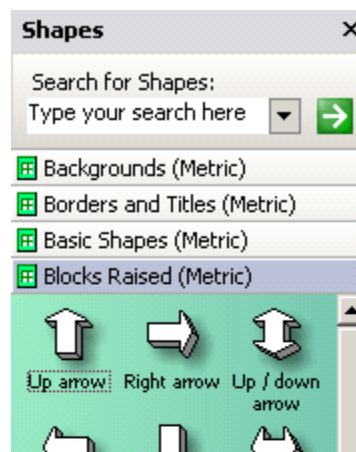 Shapes
Search for Shapes:
Type your search here
Backgrounds (Metric)
Borders and Titles (Metric)
Basic Shapes (Metric)
Blocks Raised (Metric)
Up arrow Right arrow Up / down
arrow